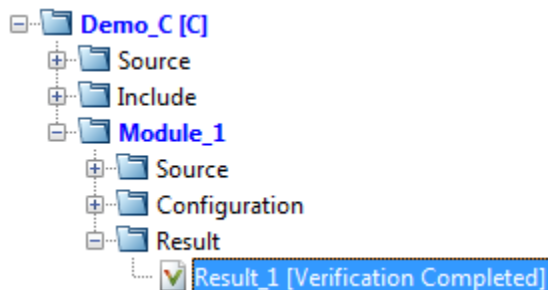 Demo_C [C]
Source
Include
Module_1
Source
Configuration
Result
Result_1 [Verification Completed]